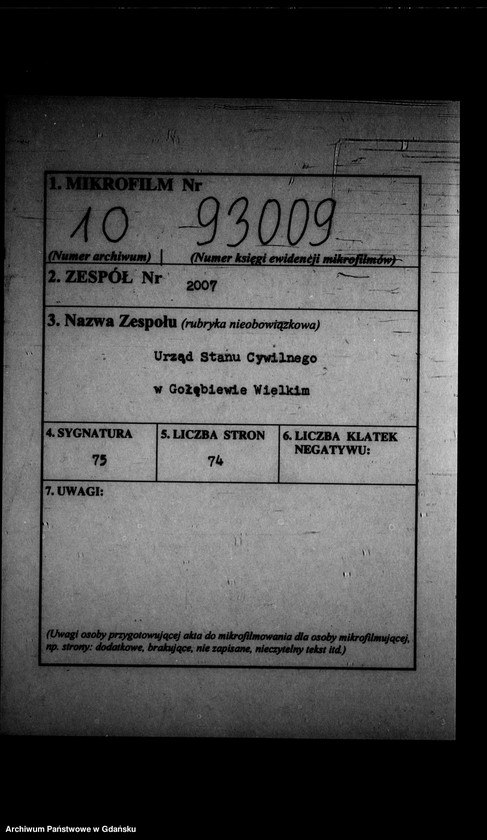 1. MIKROFILM Nr
10 93009
(Numer archiwum) (Numer księgi ewidencji mikrofilmów)
2. ZESPÓŁ Nr 2007
3. Nazwa Zespołu (rubryka nieobowiązkowa)
Urząd Stanu Cywilnego
w Gołębiewie Wielkim
4. SYGNATURA
75
5. LICZBA STRON
74
6. LICZBA KLATEK
NEGATYWU:
7. UWAGI:
(Uwagi osoby przygotowującej akta do mikrofilmowania dla osoby mikrofilmującej,
np. strony: dodatkowe, brakujące, nie zapisane, nieczytelny tekst itd.)
Archiwum Państwowe w Gdańsku